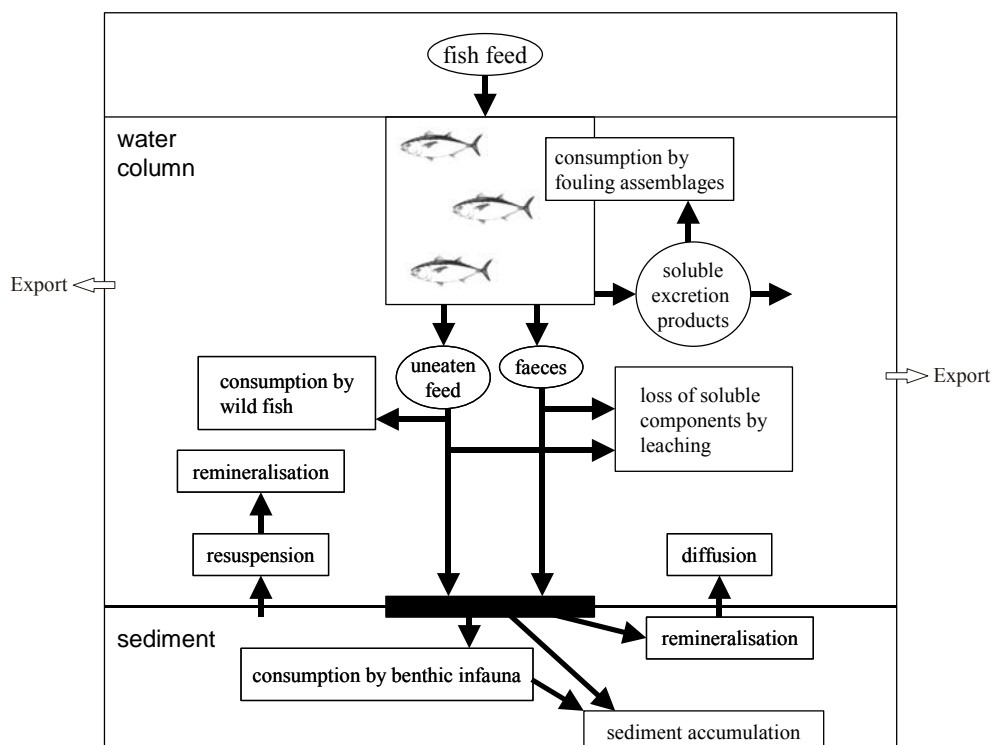 fish feed
water
column
consumption by
fouling assemblages
Export
soluble
excretion
products
uneaten
feed
faeces
consumption by
wild fish
loss of soluble
components by
leaching
Export
remineralisation
resuspension
diffusion
sediment
remineralisation
consumption by benthic infauna
sediment accumulation